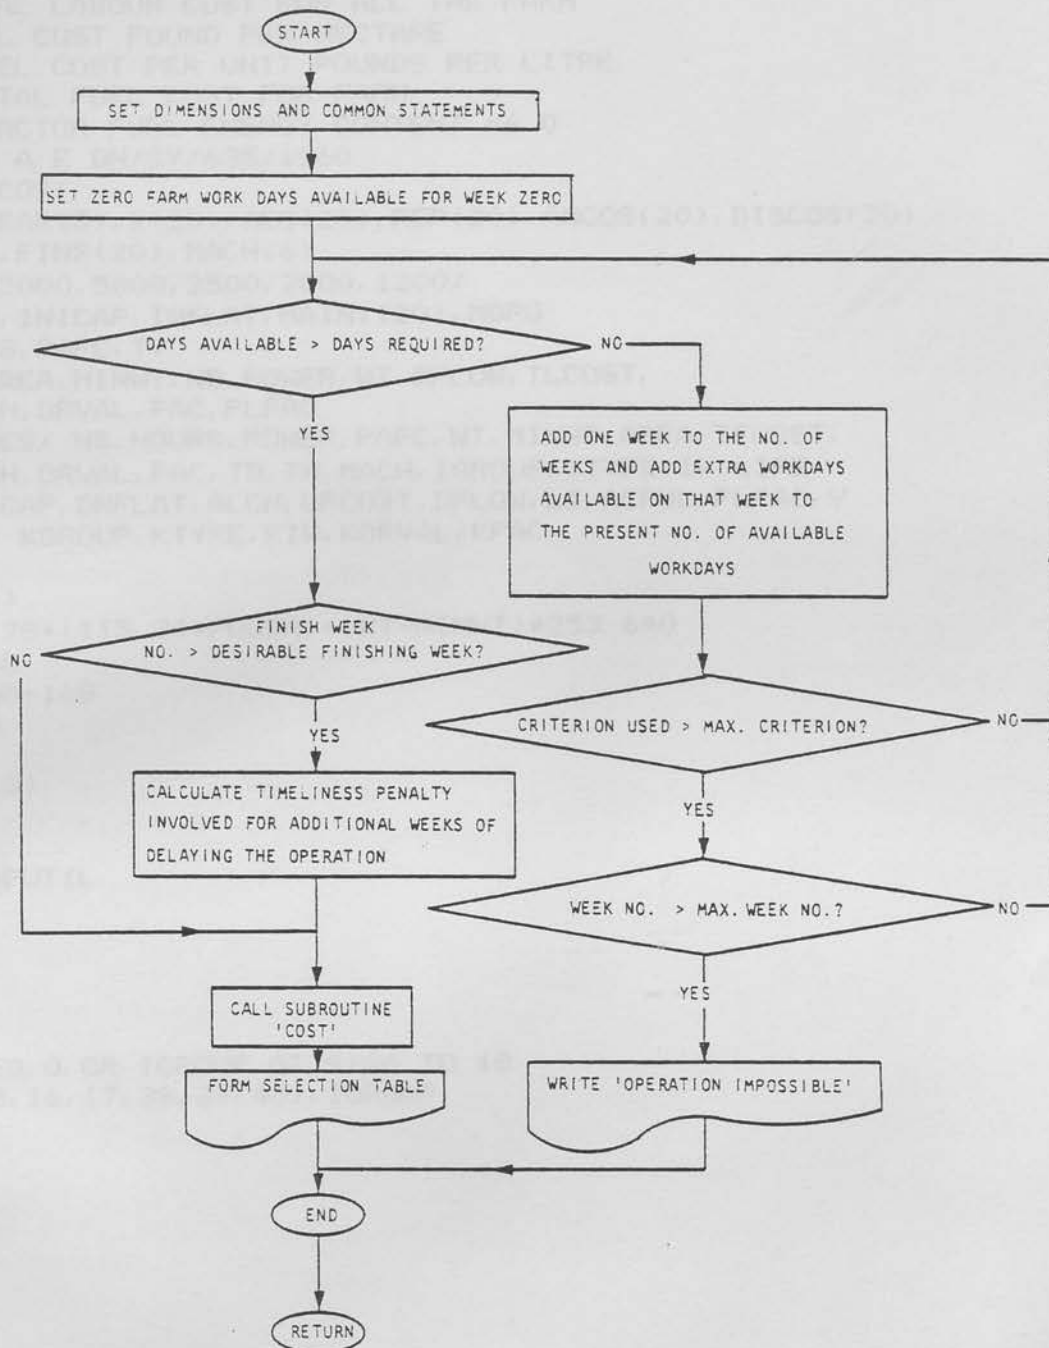 START
SET DIMENSIONS AND COMMON STATEMENTS
SET ZERO FARM WORK DAYS AVAILABLE FOR WEEK ZERO
DAYS AVAILABLE > DAYS REQUIRED?
NO
YES
ADD ONE WEEK TO THE NO. OF
WEEKS AND ADD EXTRA WORKDAYS
AVAILABLE ON THAT WEEK TO
THE PRESENT NO. OF AVAILABLE
WORKDAYS
FINISH WEEK
NO. > DESIRABLE FINISHING WEEK?
NO
YES
CRITERION USED > MAX. CRITERION?
NO
YES
CALCULATE TIMELINESS PENALTY
INVOLVED FOR ADDITIONAL WEEKS OF
DELAYING THE OPERATION
WEEK NO. > MAX. WEEK NO.?
NO
YES
CALL SUBROUTINE
'COST'
FORM SELECTION TABLE
WRITE 'OPERATION IMPOSSIBLE'
END
RETURN